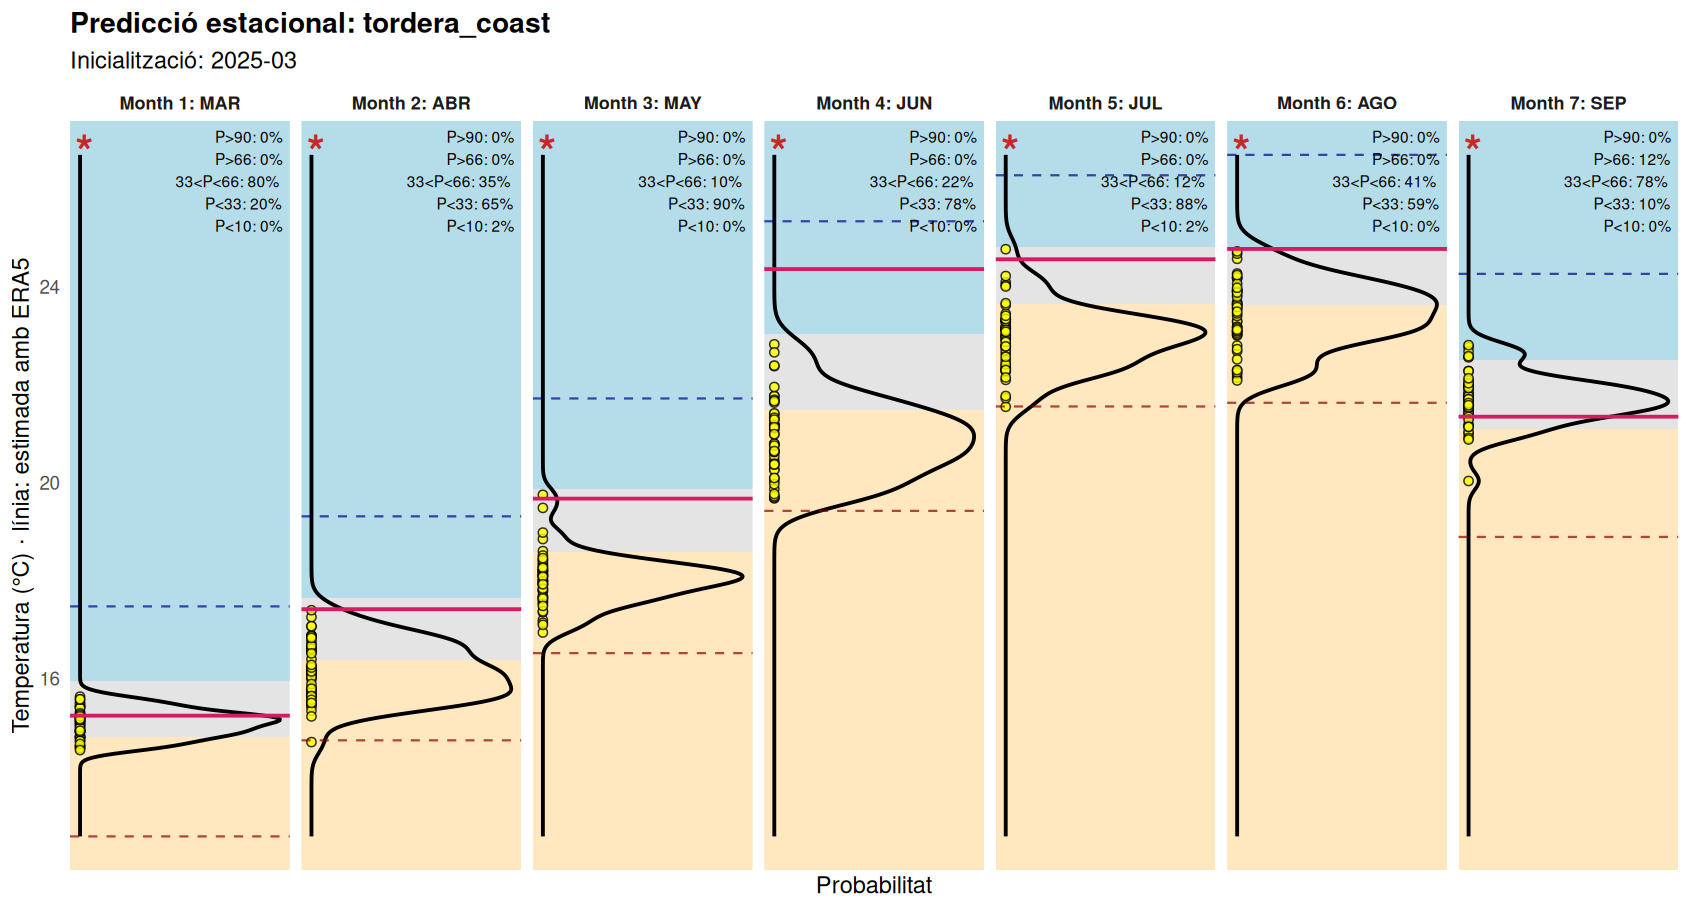 Predicció estacional: tordera_coast
Inicialització: 2025-03
Month 1: MAR
Month 2: ABR
Month 3: MAY
Month 4: JUN
Month 5: JUL
Month 6: AGO
Month 7: SEP
*
P>90: 0%
P>66: 0%
33<P<66: 80%
P<33: 20%
P<10: 0%
*
P>90: 0%
P>66: 0%
33<P<66: 35%
P<33: 65%
P<10: 2%
*
P>90: 0%
P>66: 0%
33<P<66: 10%
P<33: 90%
P<10: 0%
*
P>90: 0%
P>66: 0%
33<P<66: 22%
P<33: 78%
P<10: 0%
*
P>90: 0%
P>66: 0%
33<P<66: 12%
P<33: 88%
P<10: 2%
*
P>90: 0%
P>66: 0%
33<P<66: 41%
P<33: 59%
P<10: 0%
*
P>90: 0%
P>66: 12%
33<P<66: 78%
P<33: 10%
P<10: 0%
Temperatura (°C) · línia: estimada amb ERA5
24
20
16
Probabilitat